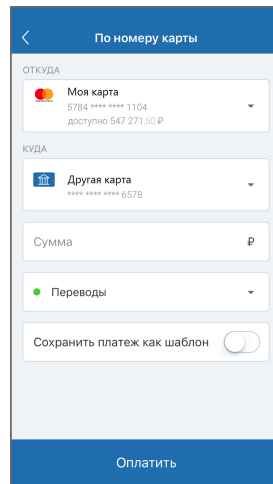 По номеру карты
ОТКУДА
Моя карта
5784 **** **** 1104
доступно 547 271,50 ₽
КУДА
Другая карта
**** **** **** 6578
Сумма ₽
Переводы
Сохранить платеж как шаблон
Оплатить